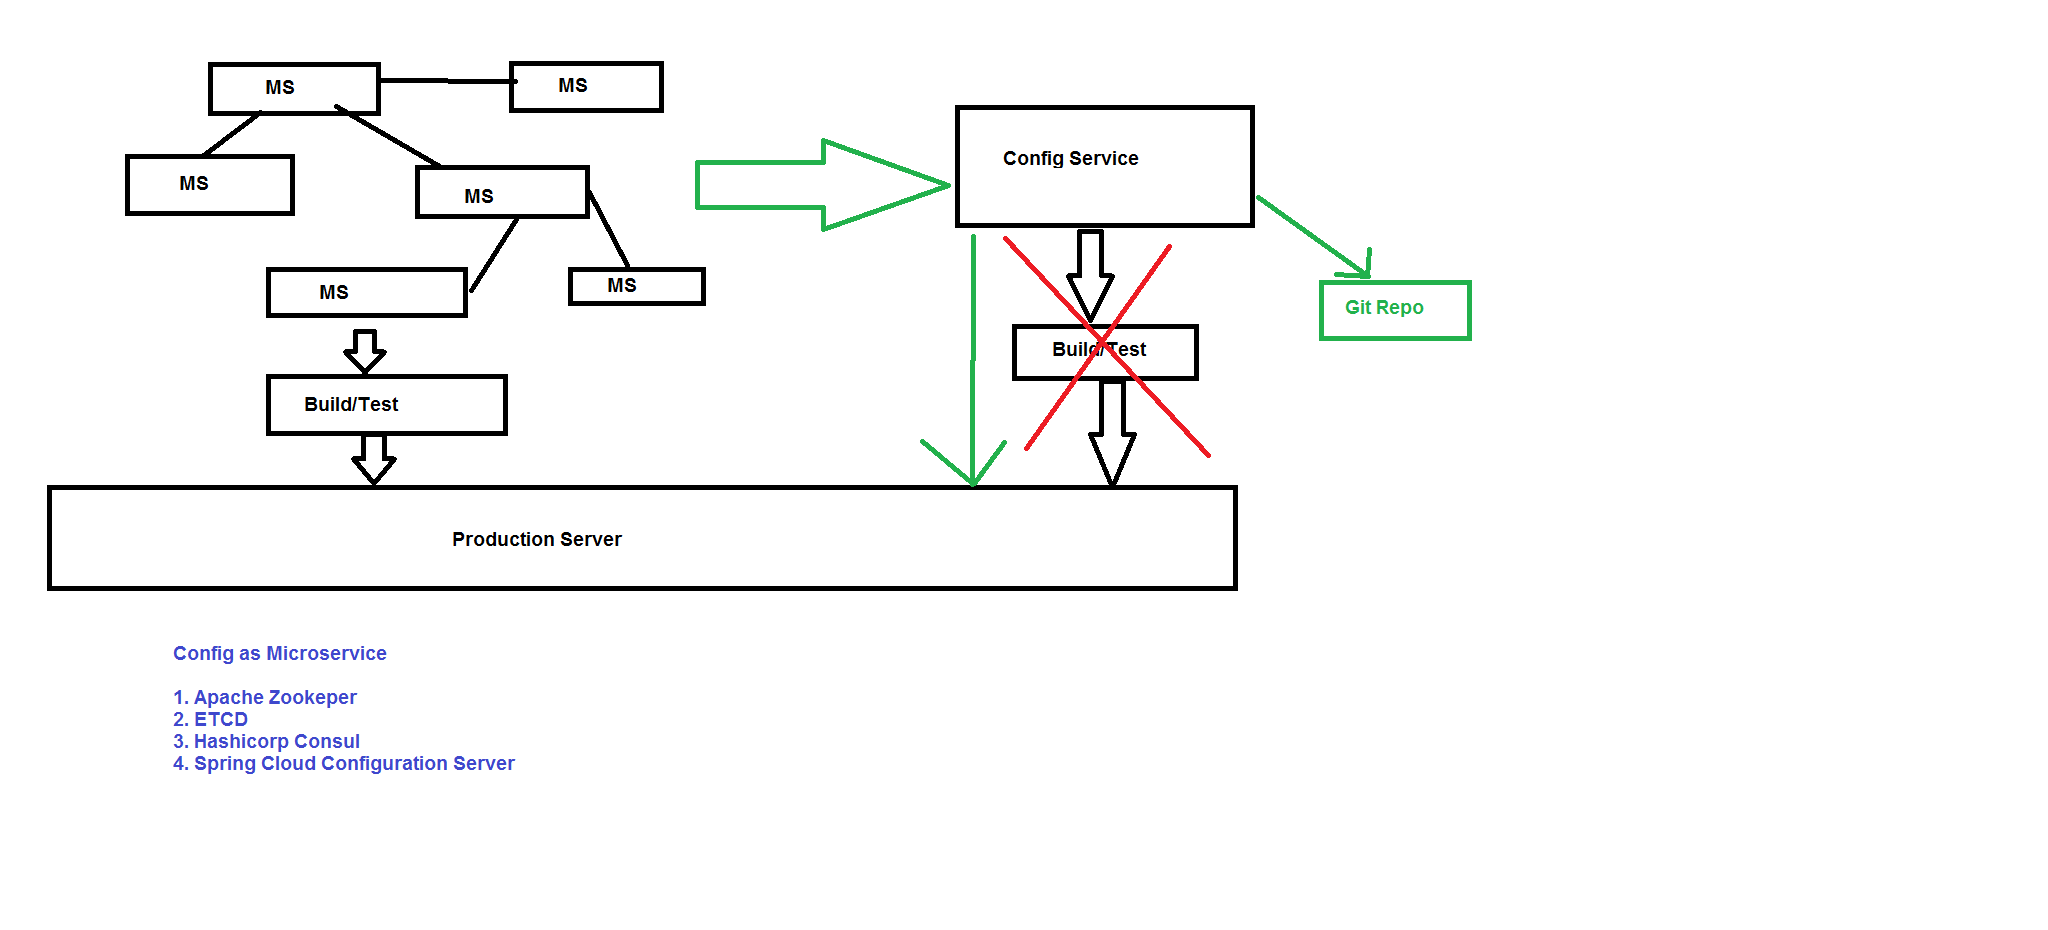 MS
MS
MS
MS
MS
MS
Build/Test
Config Service
Build/Test
Git Repo
Production Server
Config as Microservice
1. Apache Zookeper
2. ETCD
3. Hashicorp Consul
4. Spring Cloud Configuration Server